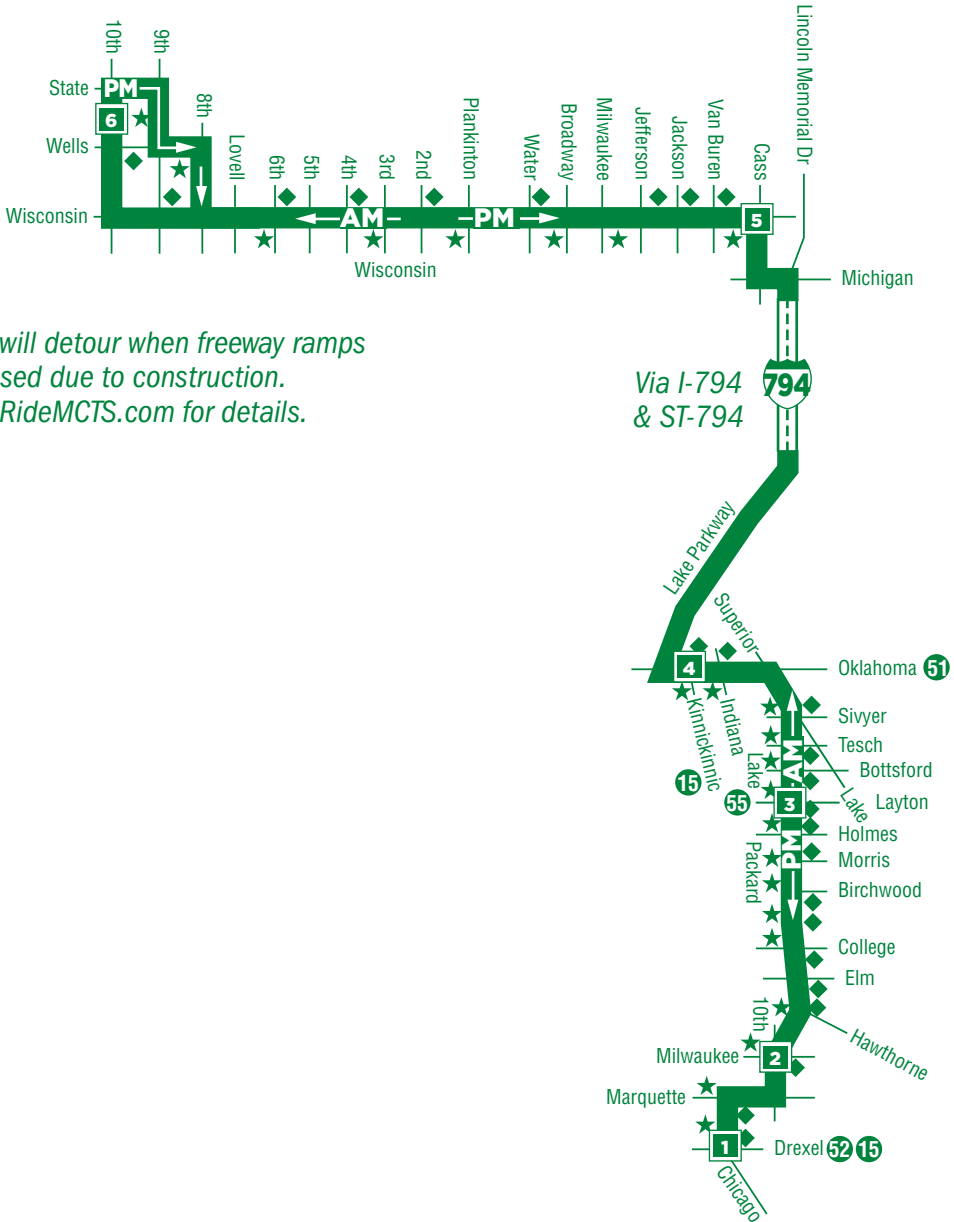 10th
9th
Lincoln Memorial Dr
State
PM
6
8th
Wells
Lovell
6th
5th
4th
3rd
2nd
Plankinton
Water
Broadway
Milwaukee
Jefferson
Jackson
Van Buren
Cass
Wisconsin
AM
PM
5
Wisconsin
Michigan
will detour when freeway ramps
sed due to construction.
RideMCTS.com for details.
Via I-794
& ST-794
794
Lake Parkway
Superior
4
Oklahoma 51
Kinnickinnic
Indiana
Sivyer
Tesch
AM
Bottsford
Lake
15
55
3
Lake
Layton
Holmes
PM
Morris
Packard
Birchwood
College
Elm
10th
Hawthorne
Milwaukee
2
Marquette
1
Drexel 52 15
Chicago